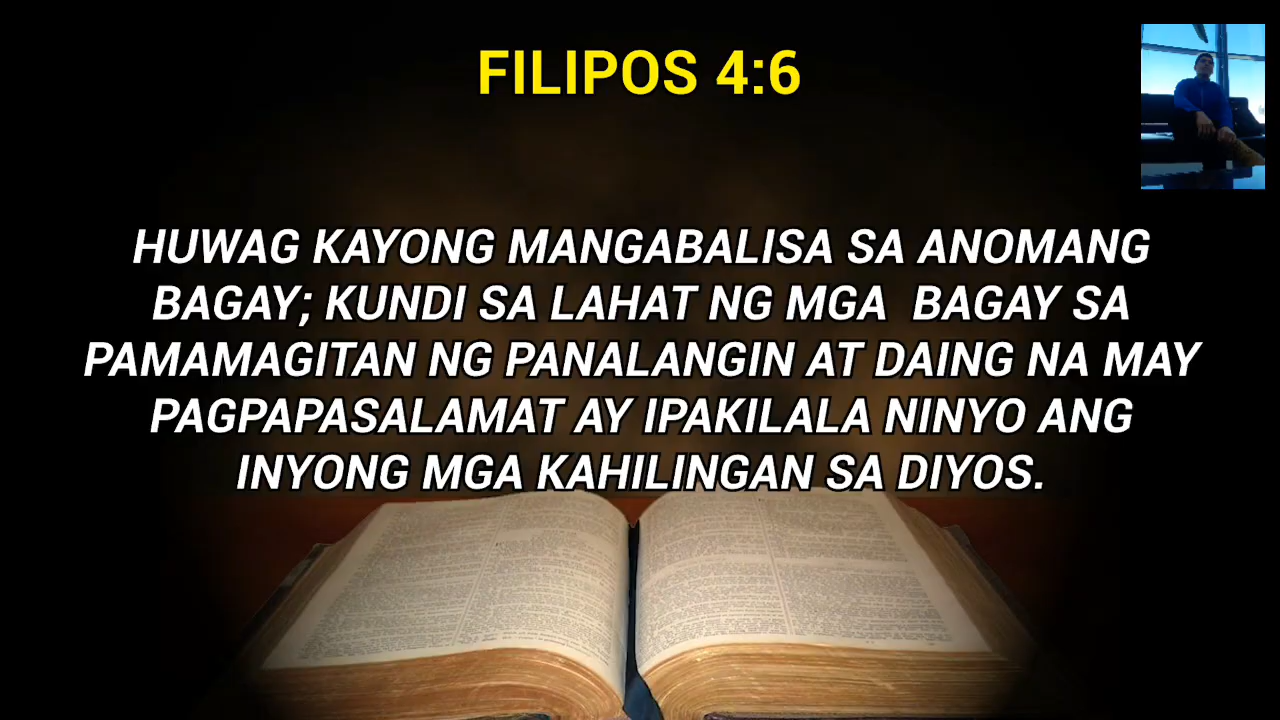 FILIPOS 4:6
HUWAG KAYONG MANGABALISA SA ANOMANG
BAGAY; KUNDI SA LAHAT NG MGA  BAGAY SA
PAMAMAGITAN NG PANALANGIN AT DAING NA MAY
PAGPAPASALAMAT AY IPAKILALA NINYO ANG
INYONG MGA KAHILINGAN SA DIYOS.